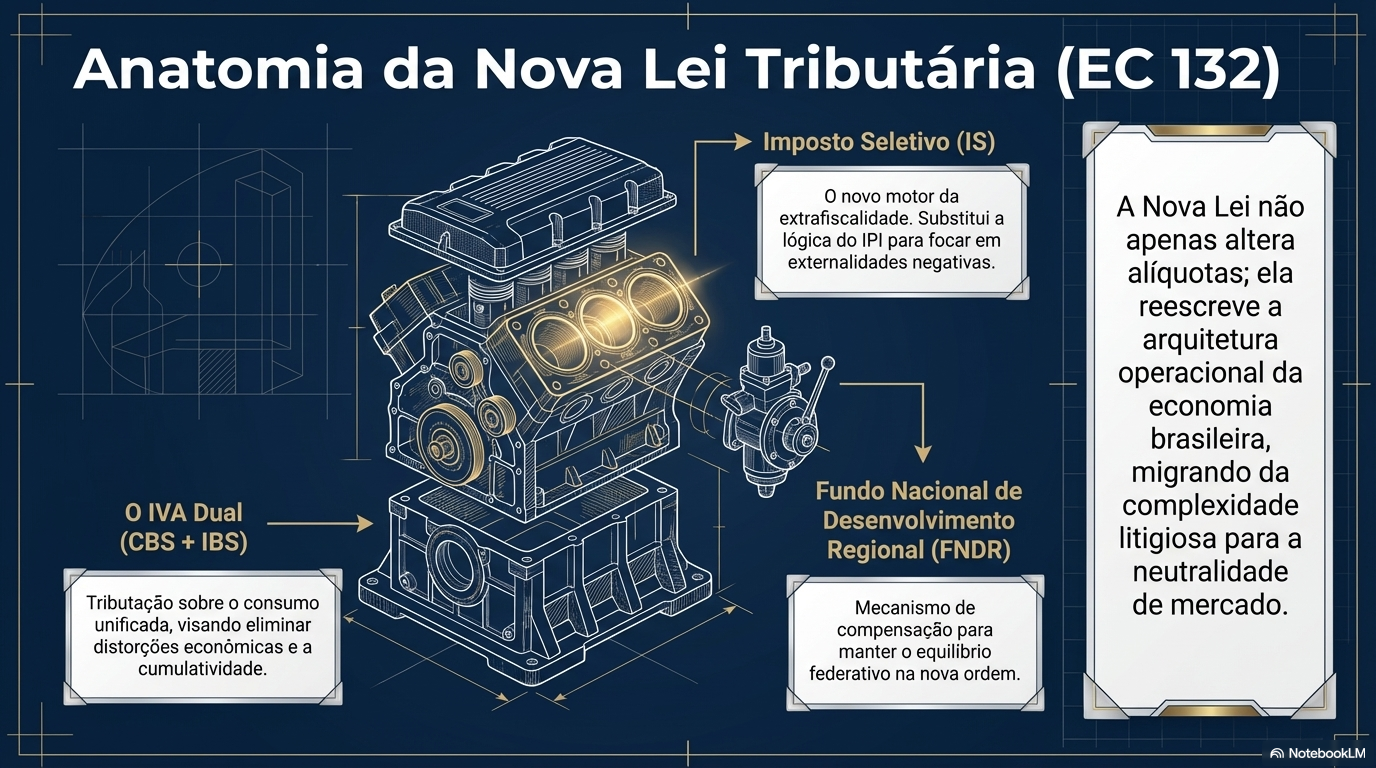 Anatomia da Nova Lei Tributária (EC 132)
Imposto Seletivo (IS)
O novo motor da
extrafiscalidade. Substitui a
lógica do IPI para focar em
externalidades negativas.
O IVA Dual
(CBS + IBS)
Tributação sobre o consumo
unificada, visando eliminar
distorções econômicas e a
cumulatividade.
Fundo Nacional de
Desenvolvimento
Regional (FNDR)
Mecanismo de
compensação para
manter o equilíbrio
federativo na nova ordem.
A Nova Lei não
apenas altera
alíquotas; ela
reescreve a
arquitetura
operacional da
economia
brasileira,
migrando da
complexidade
litigiosa para a
neutralidade
de mercado.
NotebookLM